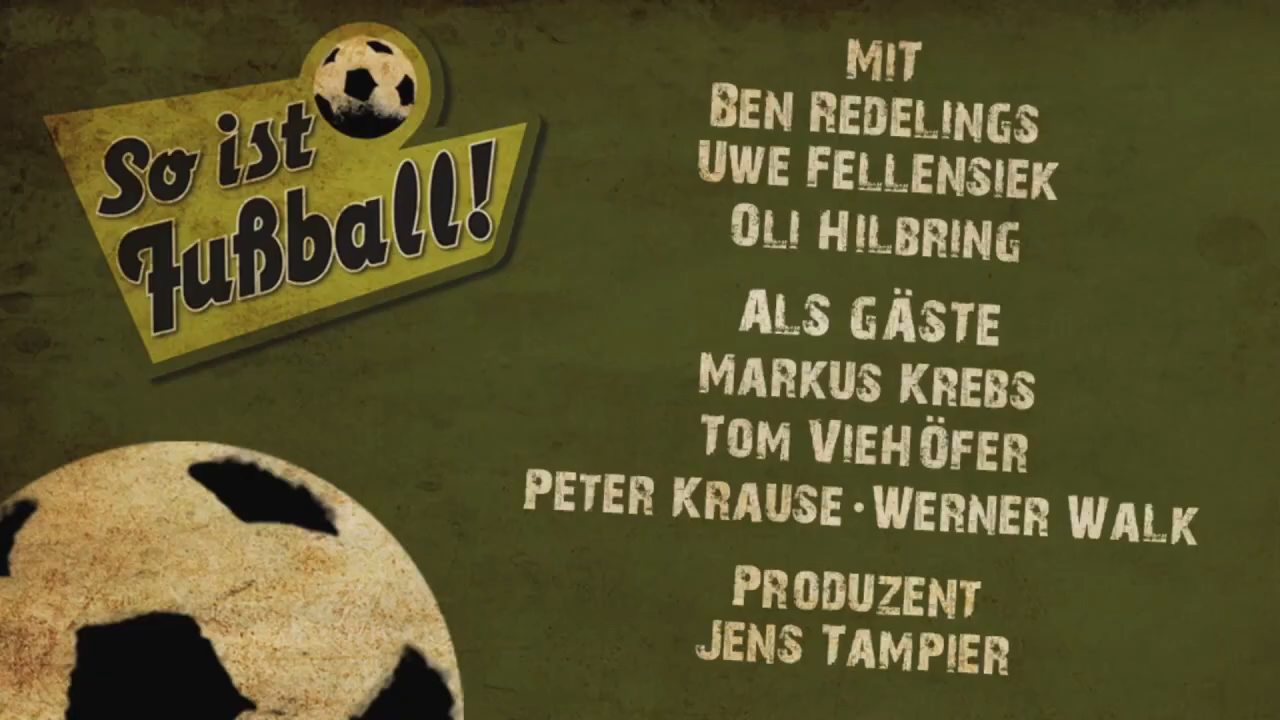 So ist
Fußball!
MIT
BEN REDELINGS
UWE FELLENSIEK
OLI HILBRING
ALS GÄSTE
MARKUS KREBS
TOM VIEHÖFER
PETER KRAUSE · WERNER WALK
PRODUZENT
JENS TAMPIER